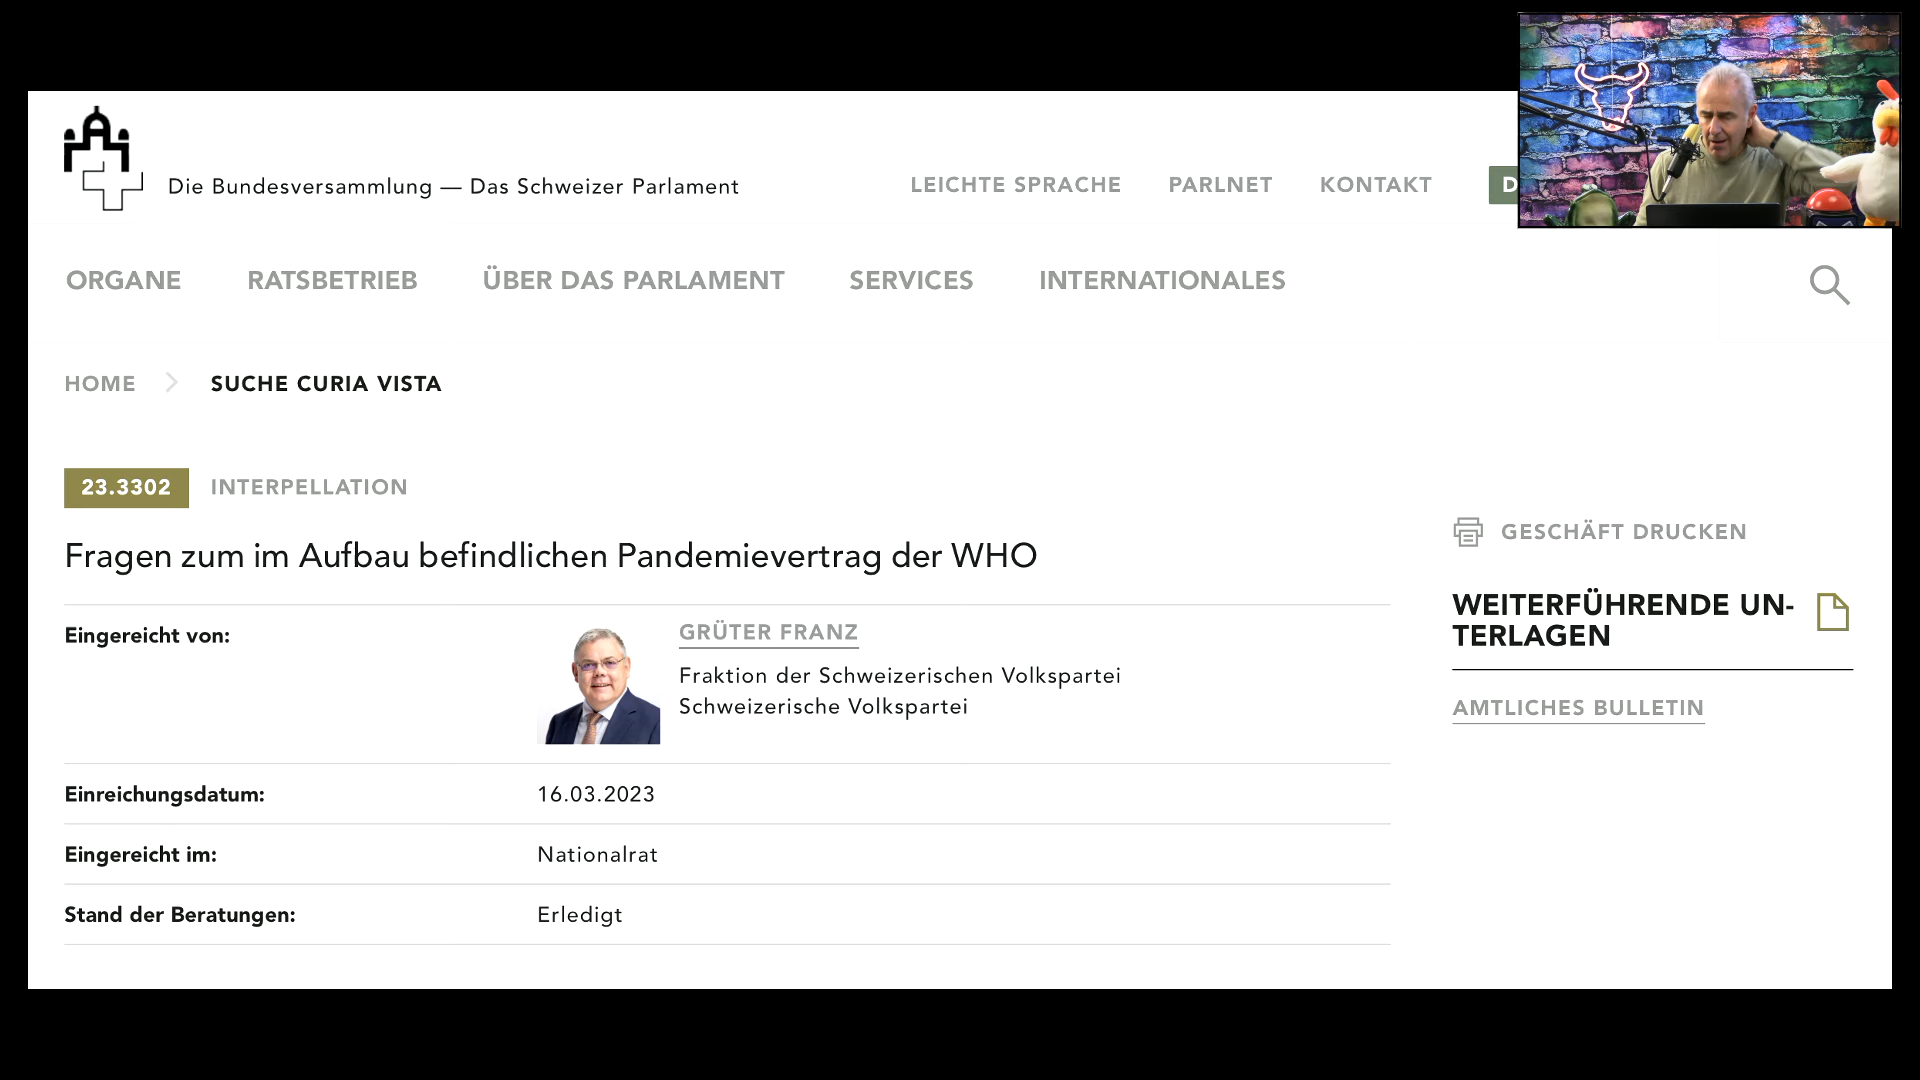 Die Bundesversammlung — Das Schweizer Parlament
LEICHTE SPRACHE
PARLNET
KONTAKT
D
ORGANE
RATSBETRIEB
ÜBER DAS PARLAMENT
SERVICES
INTERNATIONALES
HOME
SUCHE CURIA VISTA
23.3302
INTERPELLATION
Fragen zum im Aufbau befindlichen Pandemievertrag der WHO
Eingereicht von:
GRÜTER FRANZ
Fraktion der Schweizerischen Volkspartei
Schweizerische Volkspartei
Einreichungsdatum:
16.03.2023
Eingereicht im:
Nationalrat
Stand der Beratungen:
Erledigt
GESCHÄFT DRUCKEN
WEITERFÜHRENDE UN-
TERLAGEN
AMTLICHES BULLETIN